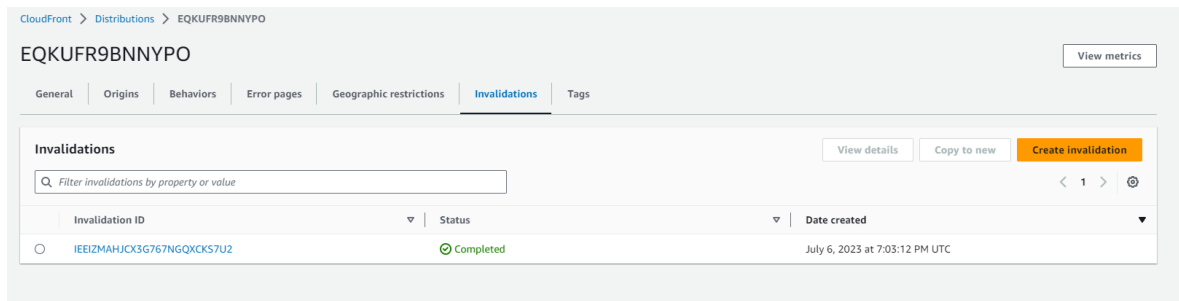 CloudFront > Distributions > EQKUFR9BNNYPO
EQKUFR9BNNYPO
View metrics
General Origins Behaviors Error pages Geographic restrictions Invalidations Tags
Invalidations
View details Copy to new Create invalidation
Filter invalidations by property or value
< 1 >
Invalidation ID Status Date created
IEEIZMAHJCX3G767NGQXCKS7U2 Completed July 6, 2023 at 7:03:12 PM UTC